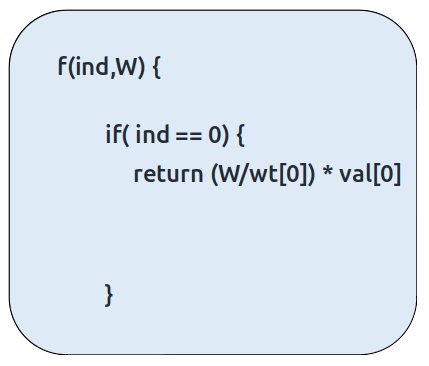 f(ind,W) {
if( ind == 0) {
return (W/wt[0]) * val[0]
}